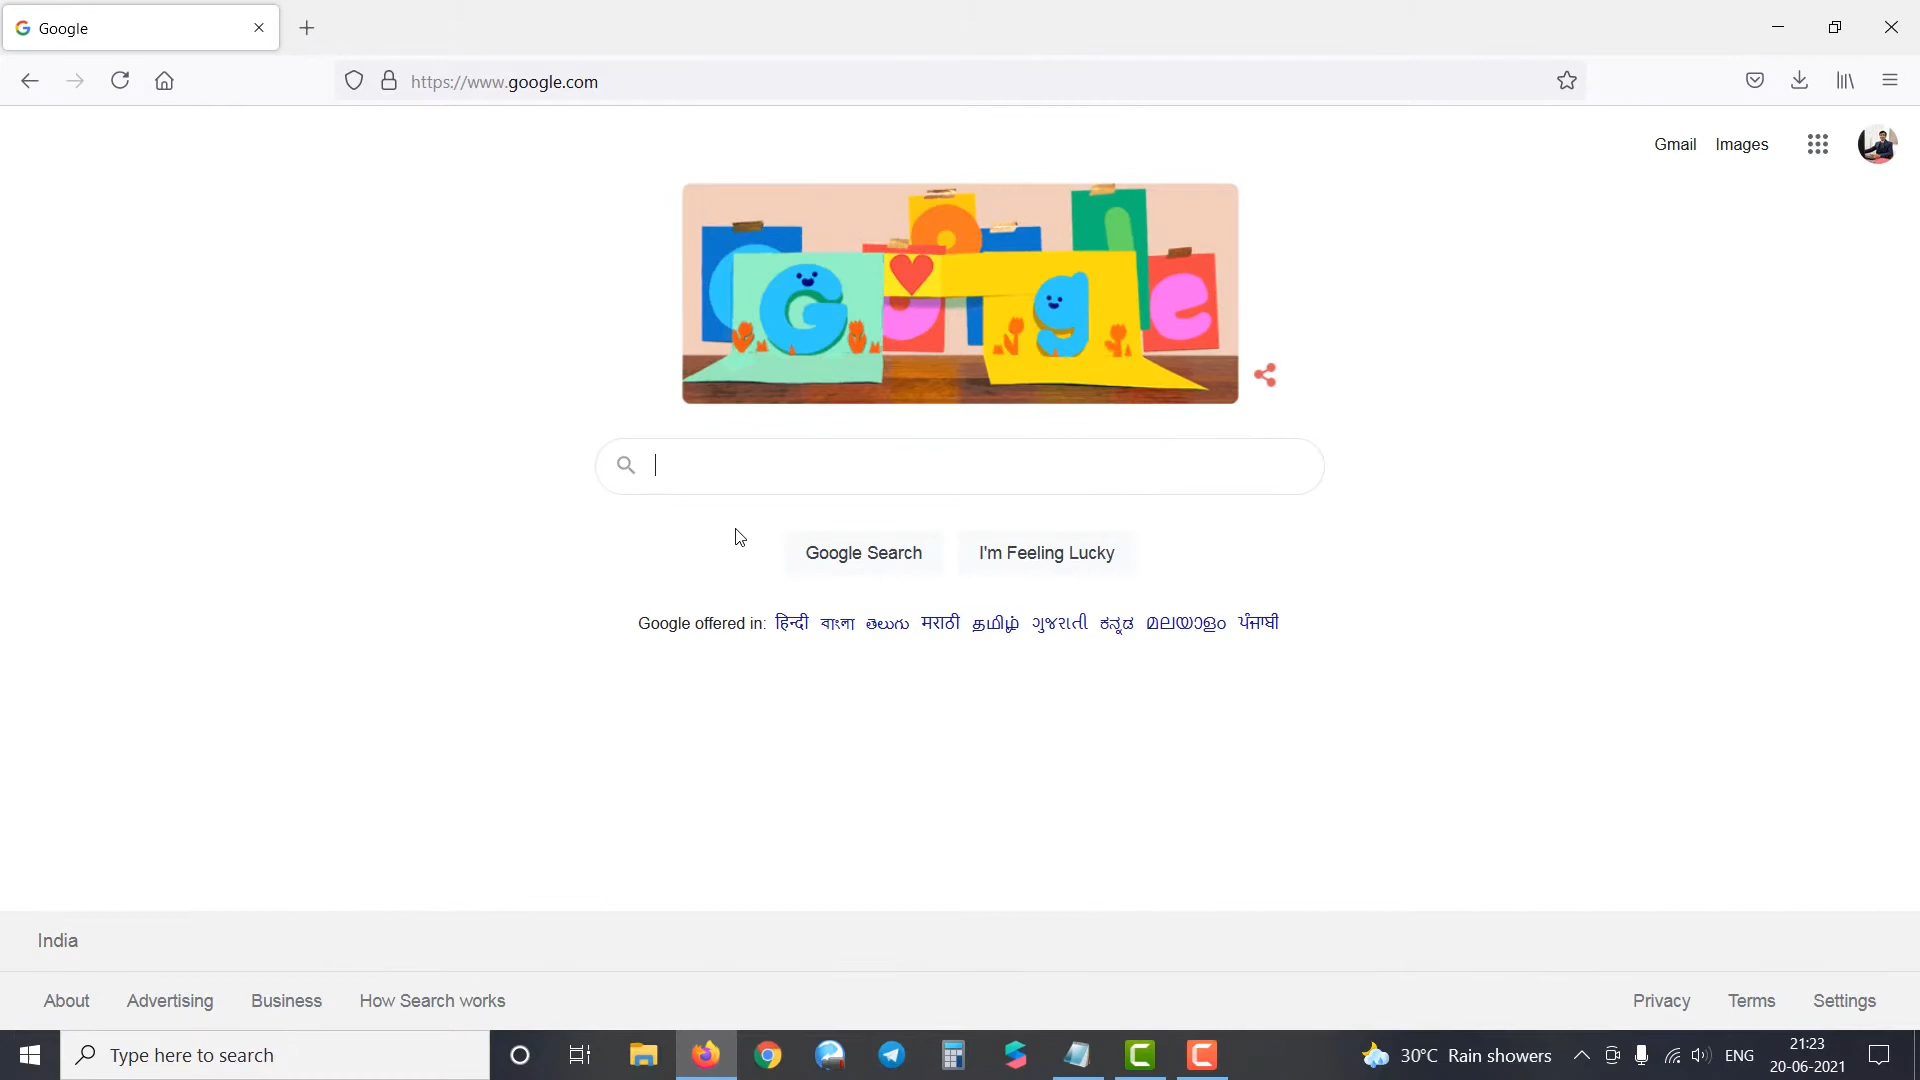 Google
https://www.google.com
Gmail Images
Google
Google Search I'm Feeling Lucky
Google offered in: हिन्दी বাংলা తెలుగు मराठी தமிழ் ગુજરાતી ಕನ್ನಡ മലയാളം ਪੰਜਾਬੀ
India
About Advertising Business How Search works Privacy Terms Settings
Type here to search 30°C Rain showers ENG 21:23
20-06-2021